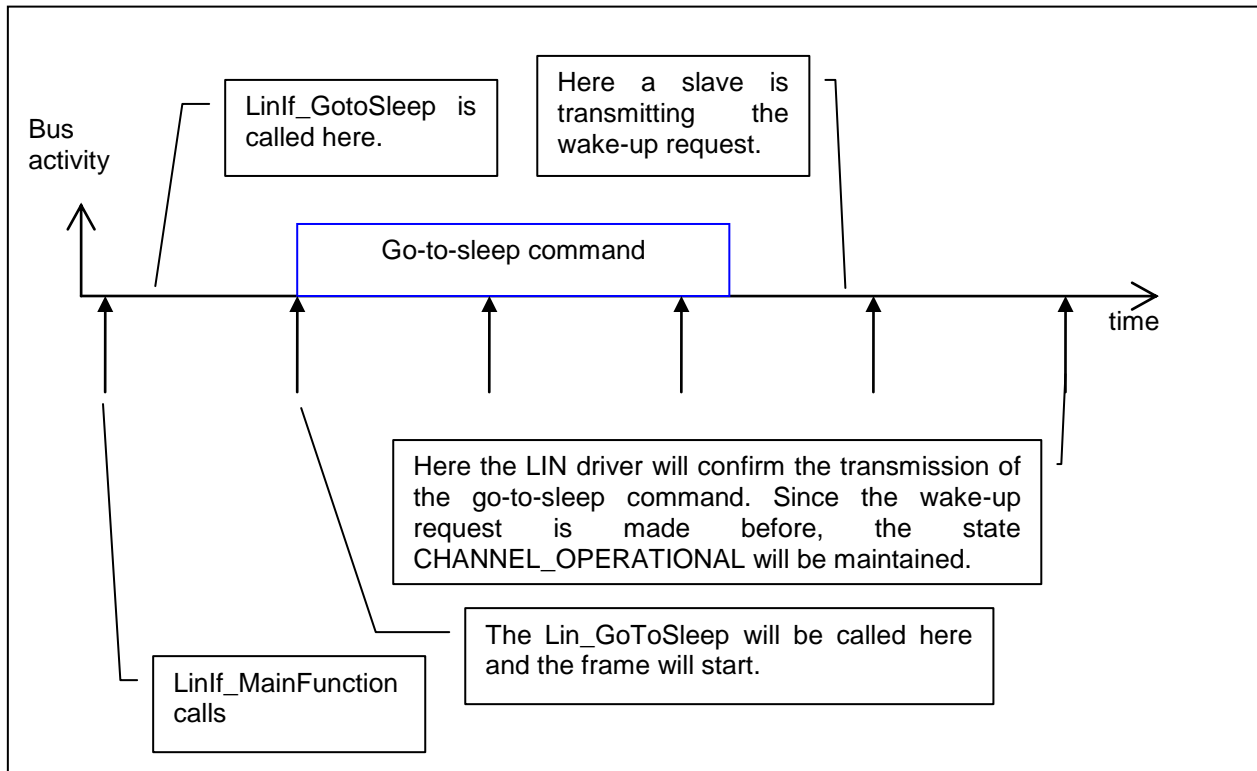 LinIf_GotoSleep is
called here.
Here a slave is
transmitting the
wake-up request.
Bus
activity
Go-to-sleep command
time
Here the LIN driver will confirm the transmission of
the go-to-sleep command. Since the wake-up
request is made before, the state
CHANNEL_OPERATIONAL will be maintained.
The Lin_GoToSleep will be called here
and the frame will start.
LinIf_MainFunction
calls